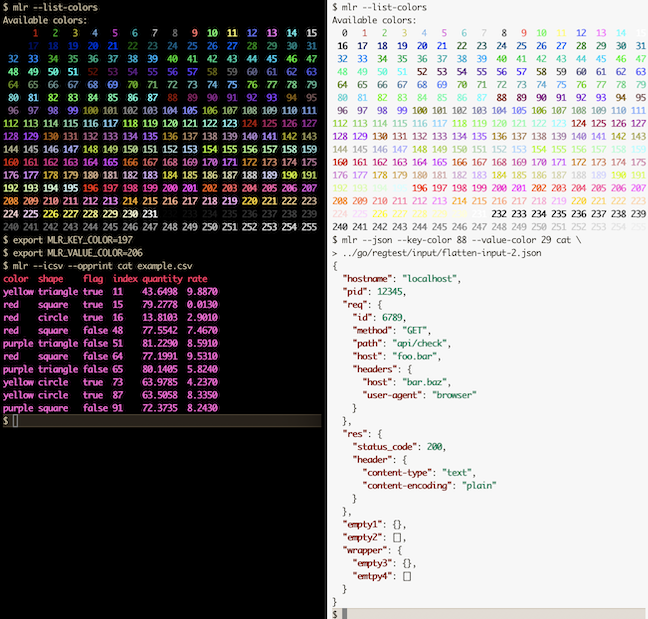 $ mlr --list-colors
Available colors:
1 2 3 4 5 6 7 8 9 10 11 12 13 14 15
17 18 19 20 21 22 23 24 25 26 27 28 29 30 31
32 33 34 35 36 37 38 39 40 41 42 43 44 45 46 47
48 49 50 51 52 53 54 55 56 57 58 59 60 61 62 63
64 65 66 67 68 69 70 71 72 73 74 75 76 77 78 79
80 81 82 83 84 85 86 87 88 89 90 91 92 93 94 95
96 97 98 99 100 101 102 103 104 105 106 107 108 109 110 111
112 113 114 115 116 117 118 119 120 121 122 123 124 125 126 127
128 129 130 131 132 133 134 135 136 137 138 139 140 141 142 143
144 145 146 147 148 149 150 151 152 153 154 155 156 157 158 159
160 161 162 163 164 165 166 167 168 169 170 171 172 173 174 175
176 177 178 179 180 181 182 183 184 185 186 187 188 189 190 191
192 193 194 195 196 197 198 199 200 201 202 203 204 205 206 207
208 209 210 211 212 213 214 215 216 217 218 219 220 221 222 223
224 225 226 227 228 229 230 231 234 235 236 237 238 239
240 241 242 243 244 245 246 247 248 249 250 251 252 253 254 255
$ export MLR_KEY_COLOR=197
$ export MLR_VALUE_COLOR=206
$ mlr --icsv --opprint cat example.csv
color shape flag index quantity rate
yellow triangle true 11 43.6498 9.8870
red square true 15 79.2778 0.0130
red circle true 16 13.8103 2.9010
red square false 48 77.5542 7.4670
purple triangle false 51 81.2290 8.5910
red square false 64 77.1991 9.5310
purple triangle false 65 80.1405 5.8240
yellow circle true 73 63.9785 4.2370
yellow circle true 87 63.5058 8.3350
purple square false 91 72.3735 8.2430
$
$ mlr --list-colors
Available colors:
0 1 2 3 4 5 6 7 8 9 10 11 12 13 14
16 17 18 19 20 21 22 23 24 25 26 27 28 29 30 31
32 33 34 35 36 37 38 39 40 41 42 43 44 45 46 47
48 49 50 51 52 53 54 55 56 57 58 59 60 61 62 63
64 65 66 67 68 69 70 71 72 73 74 75 76 77 78 79
80 81 82 83 84 85 86 87 88 89 90 91 92 93 94 95
96 97 98 99 100 101 102 103 104 105 106 107 108 109 110 111
112 113 114 115 116 117 118 119 120 121 122 123 124 125 126 127
128 129 130 131 132 133 134 135 136 137 138 139 140 141 142 143
144 145 146 147 148 149 150 151 152 153 154 155 156 157 158 159
160 161 162 163 164 165 166 167 168 169 170 171 172 173 174 175
176 177 178 179 180 181 182 183 184 185 186 187 188 189 190 191
192 193 194 196 197 198 199 200 201 202 203 204 205 206 207
208 209 210 211 212 213 214 215 216 217 218 219 220 221 222 223
224 225 226 227 228 229 230 231 232 233 234 235 236 237 238 239
240 241 242 243 244 245 246 247 248 249 250 251 252 253 254 255
$ mlr --json --key-color 88 --value-color 29 cat \
> ../go/regtest/input/flatten-input-2.json
{
"hostname": "localhost",
"pid": 12345,
"req": {
"id": 6789,
"method": "GET",
"path": "api/check",
"host": "foo.bar",
"headers": {
"host": "bar.baz",
"user-agent": "browser"
}
},
"res": {
"status_code": 200,
"header": {
"content-type": "text",
"content-encoding": "plain"
}
},
"empty1": {},
"empty2": [],
"wrapper": {
"empty3": {},
"emtpy4": []
}
}
$